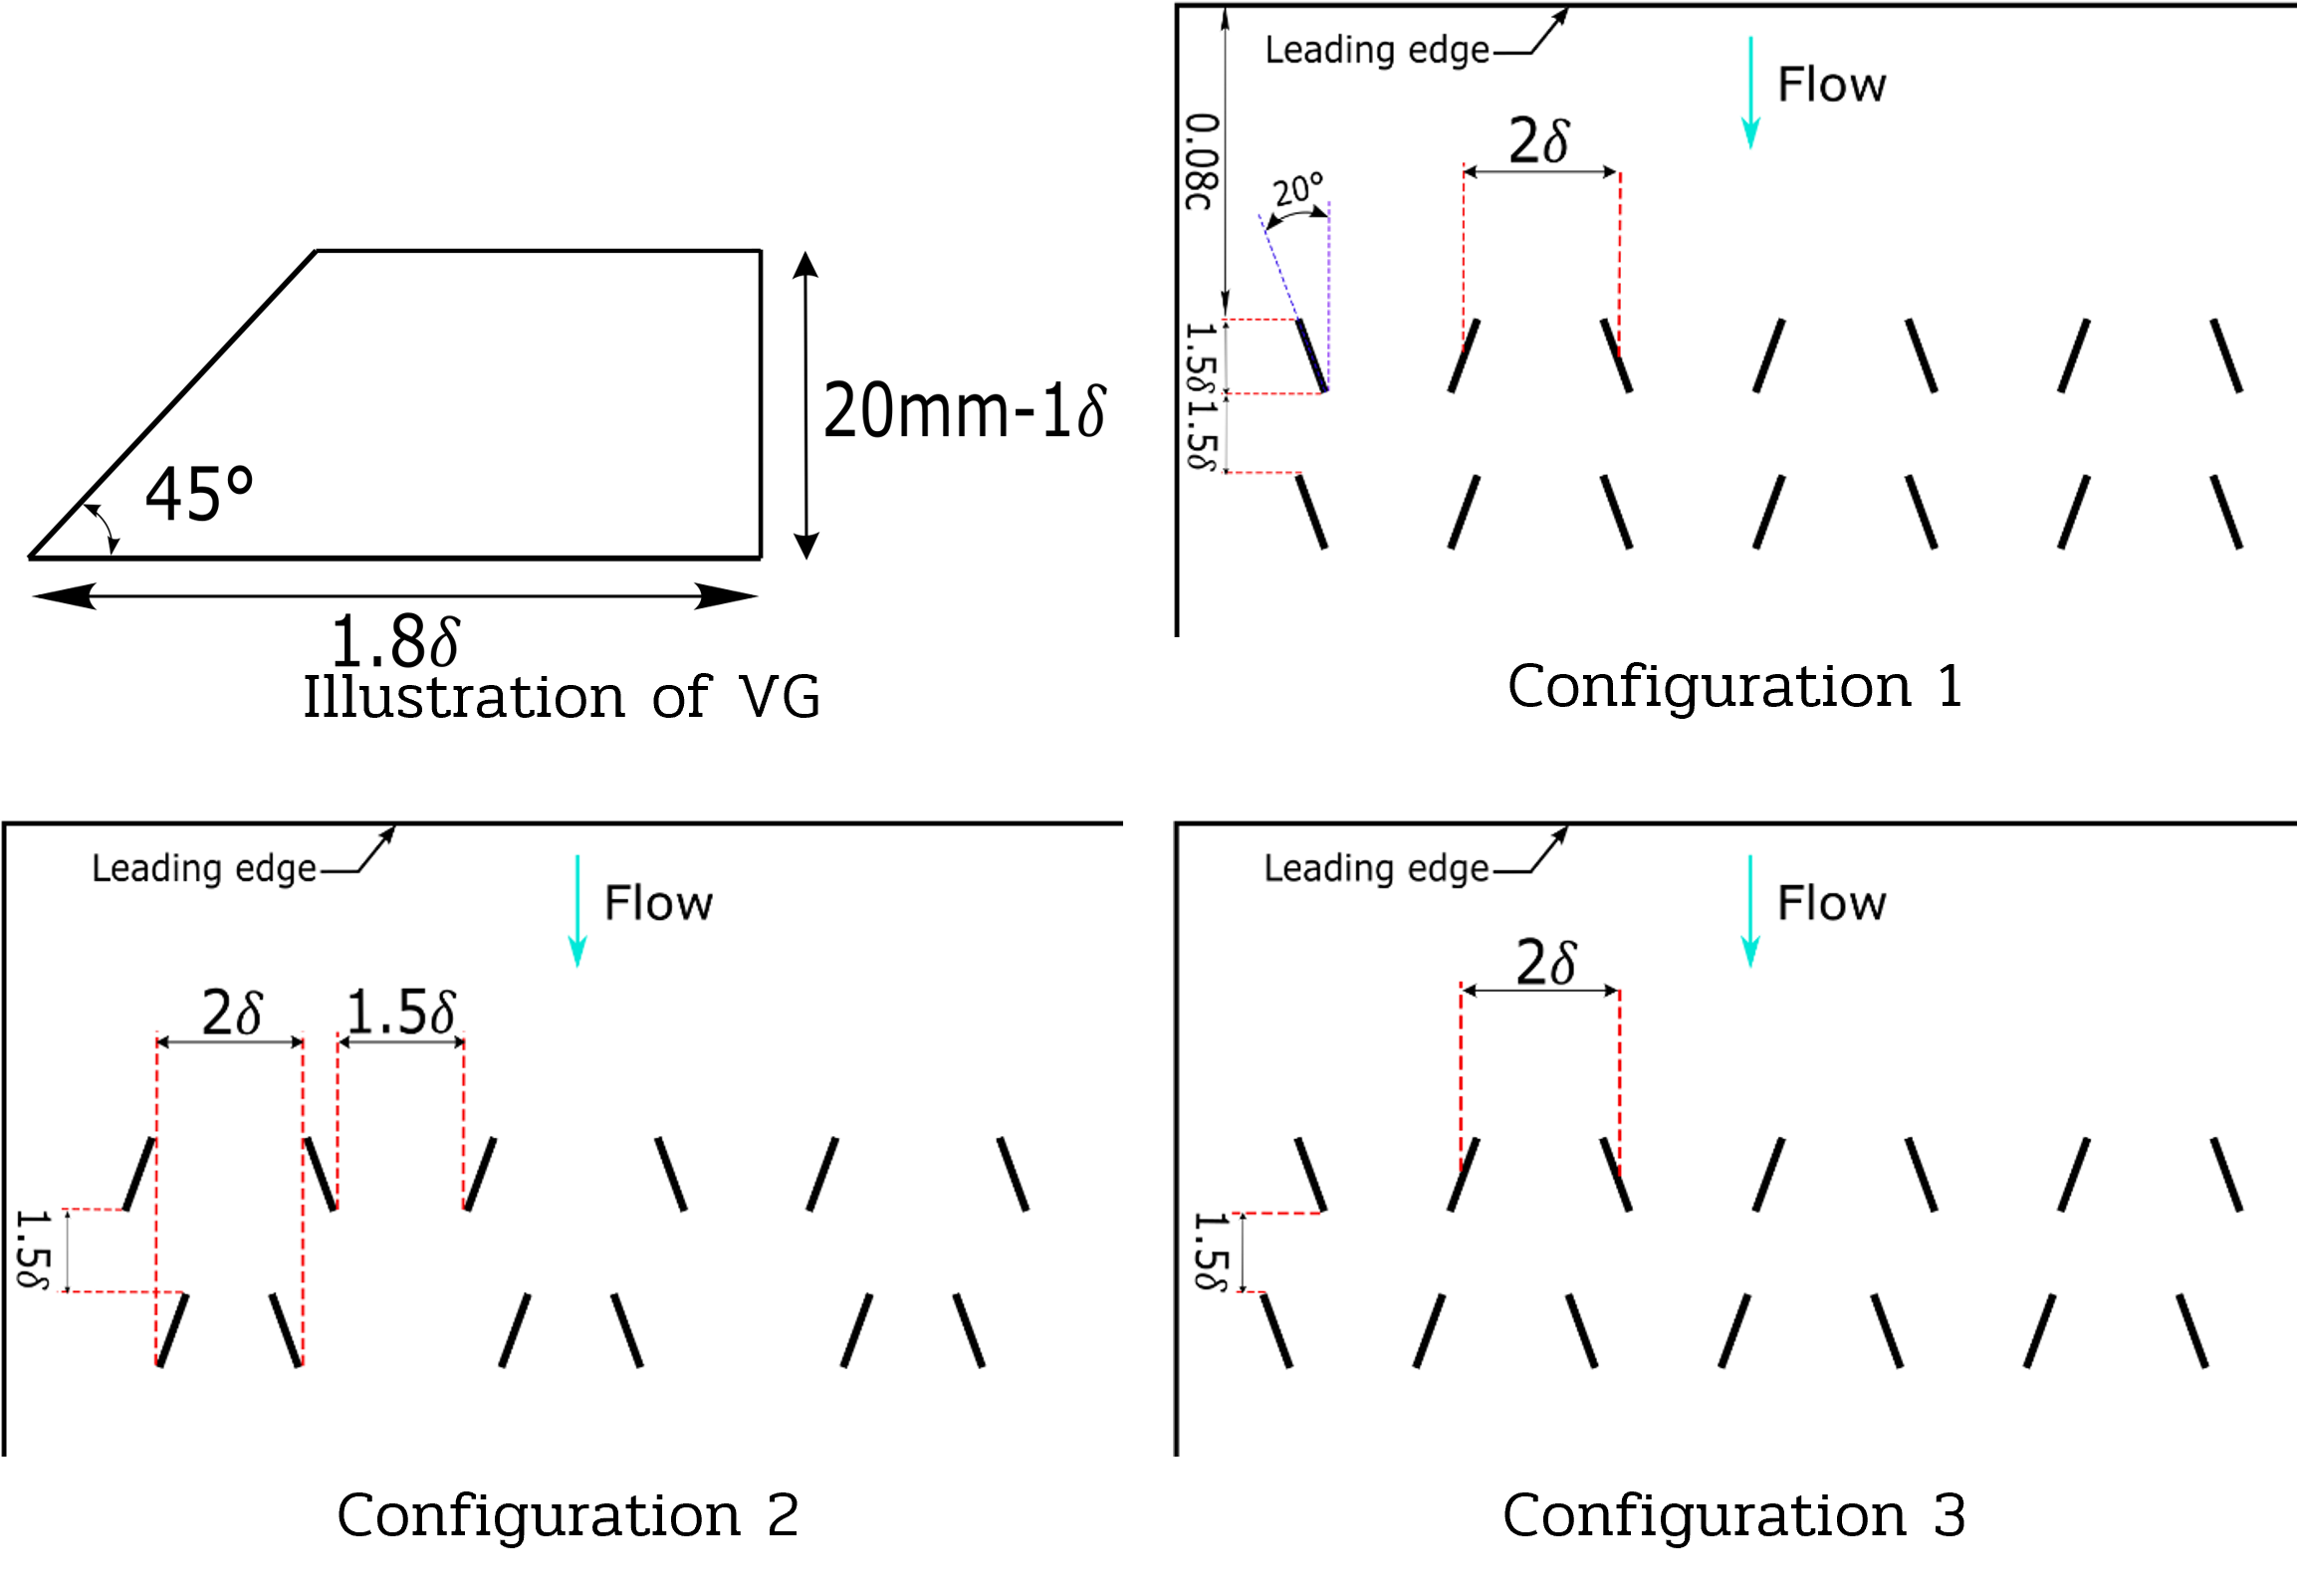 45°
20mm-1δ
1.8δ
Illustration of VG
Leading edge
Flow
0.08c
2δ
20°
1.5δ
1.5δ
Configuration 1
Leading edge
Flow
2δ
1.5δ
1.5δ
Configuration 2
Leading edge
Flow
2δ
1.5δ
Configuration 3